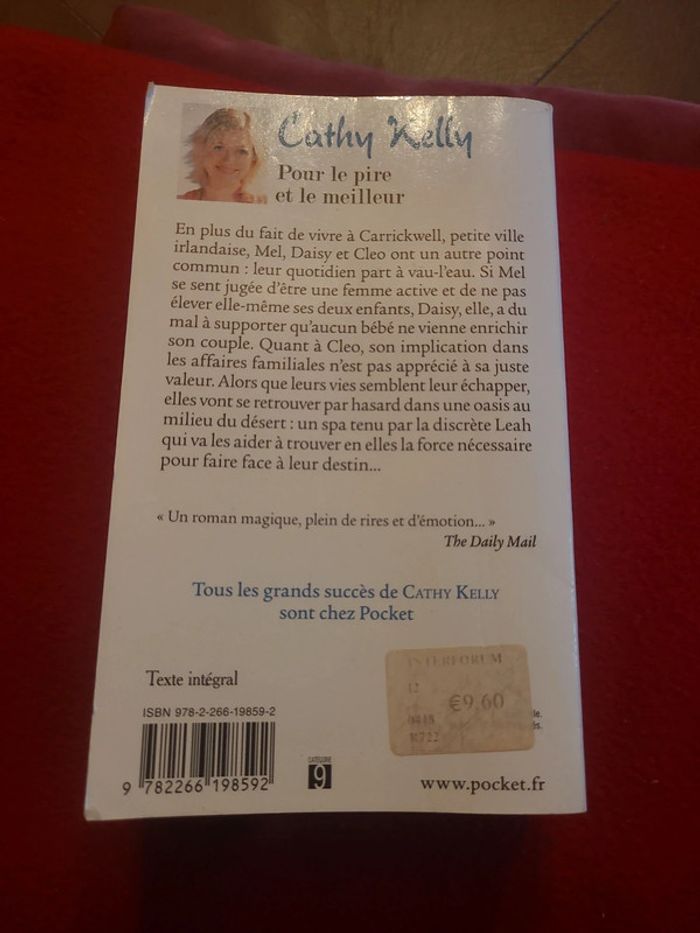 Cathy Kelly
Pour le pire
et le meilleur
En plus du fait de vivre à Carrickwell, petite ville
irlandaise, Mel, Daisy et Cleo ont un autre point
commun : leur quotidien part à vau-l'eau. Si Mel
se sent jugée d'être une femme active et de ne pas
élever elle-même ses deux enfants, Daisy, elle, a du
mal à supporter qu'aucun bébé ne vienne enrichir
son couple. Quant à Cleo, son implication dans
les affaires familiales n'est pas apprécié à sa juste
valeur. Alors que leurs vies semblent leur échapper,
elles vont se retrouver par hasard dans une oasis au
milieu du désert : un spa tenu par la discrète Leah
qui va les aider à trouver en elles la force nécessaire
pour faire face à leur destin...
« Un roman magique, plein de rires et d'émotion... »
The Daily Mail
Tous les grands succès de CATHY KELLY
sont chez Pocket
Texte intégral
INTERFORUM
12
€9,60
0418
R722
le.
és.
ISBN 978-2-266-19859-2
9 782266 198592
CATÉGORIE
9
www.pocket.fr